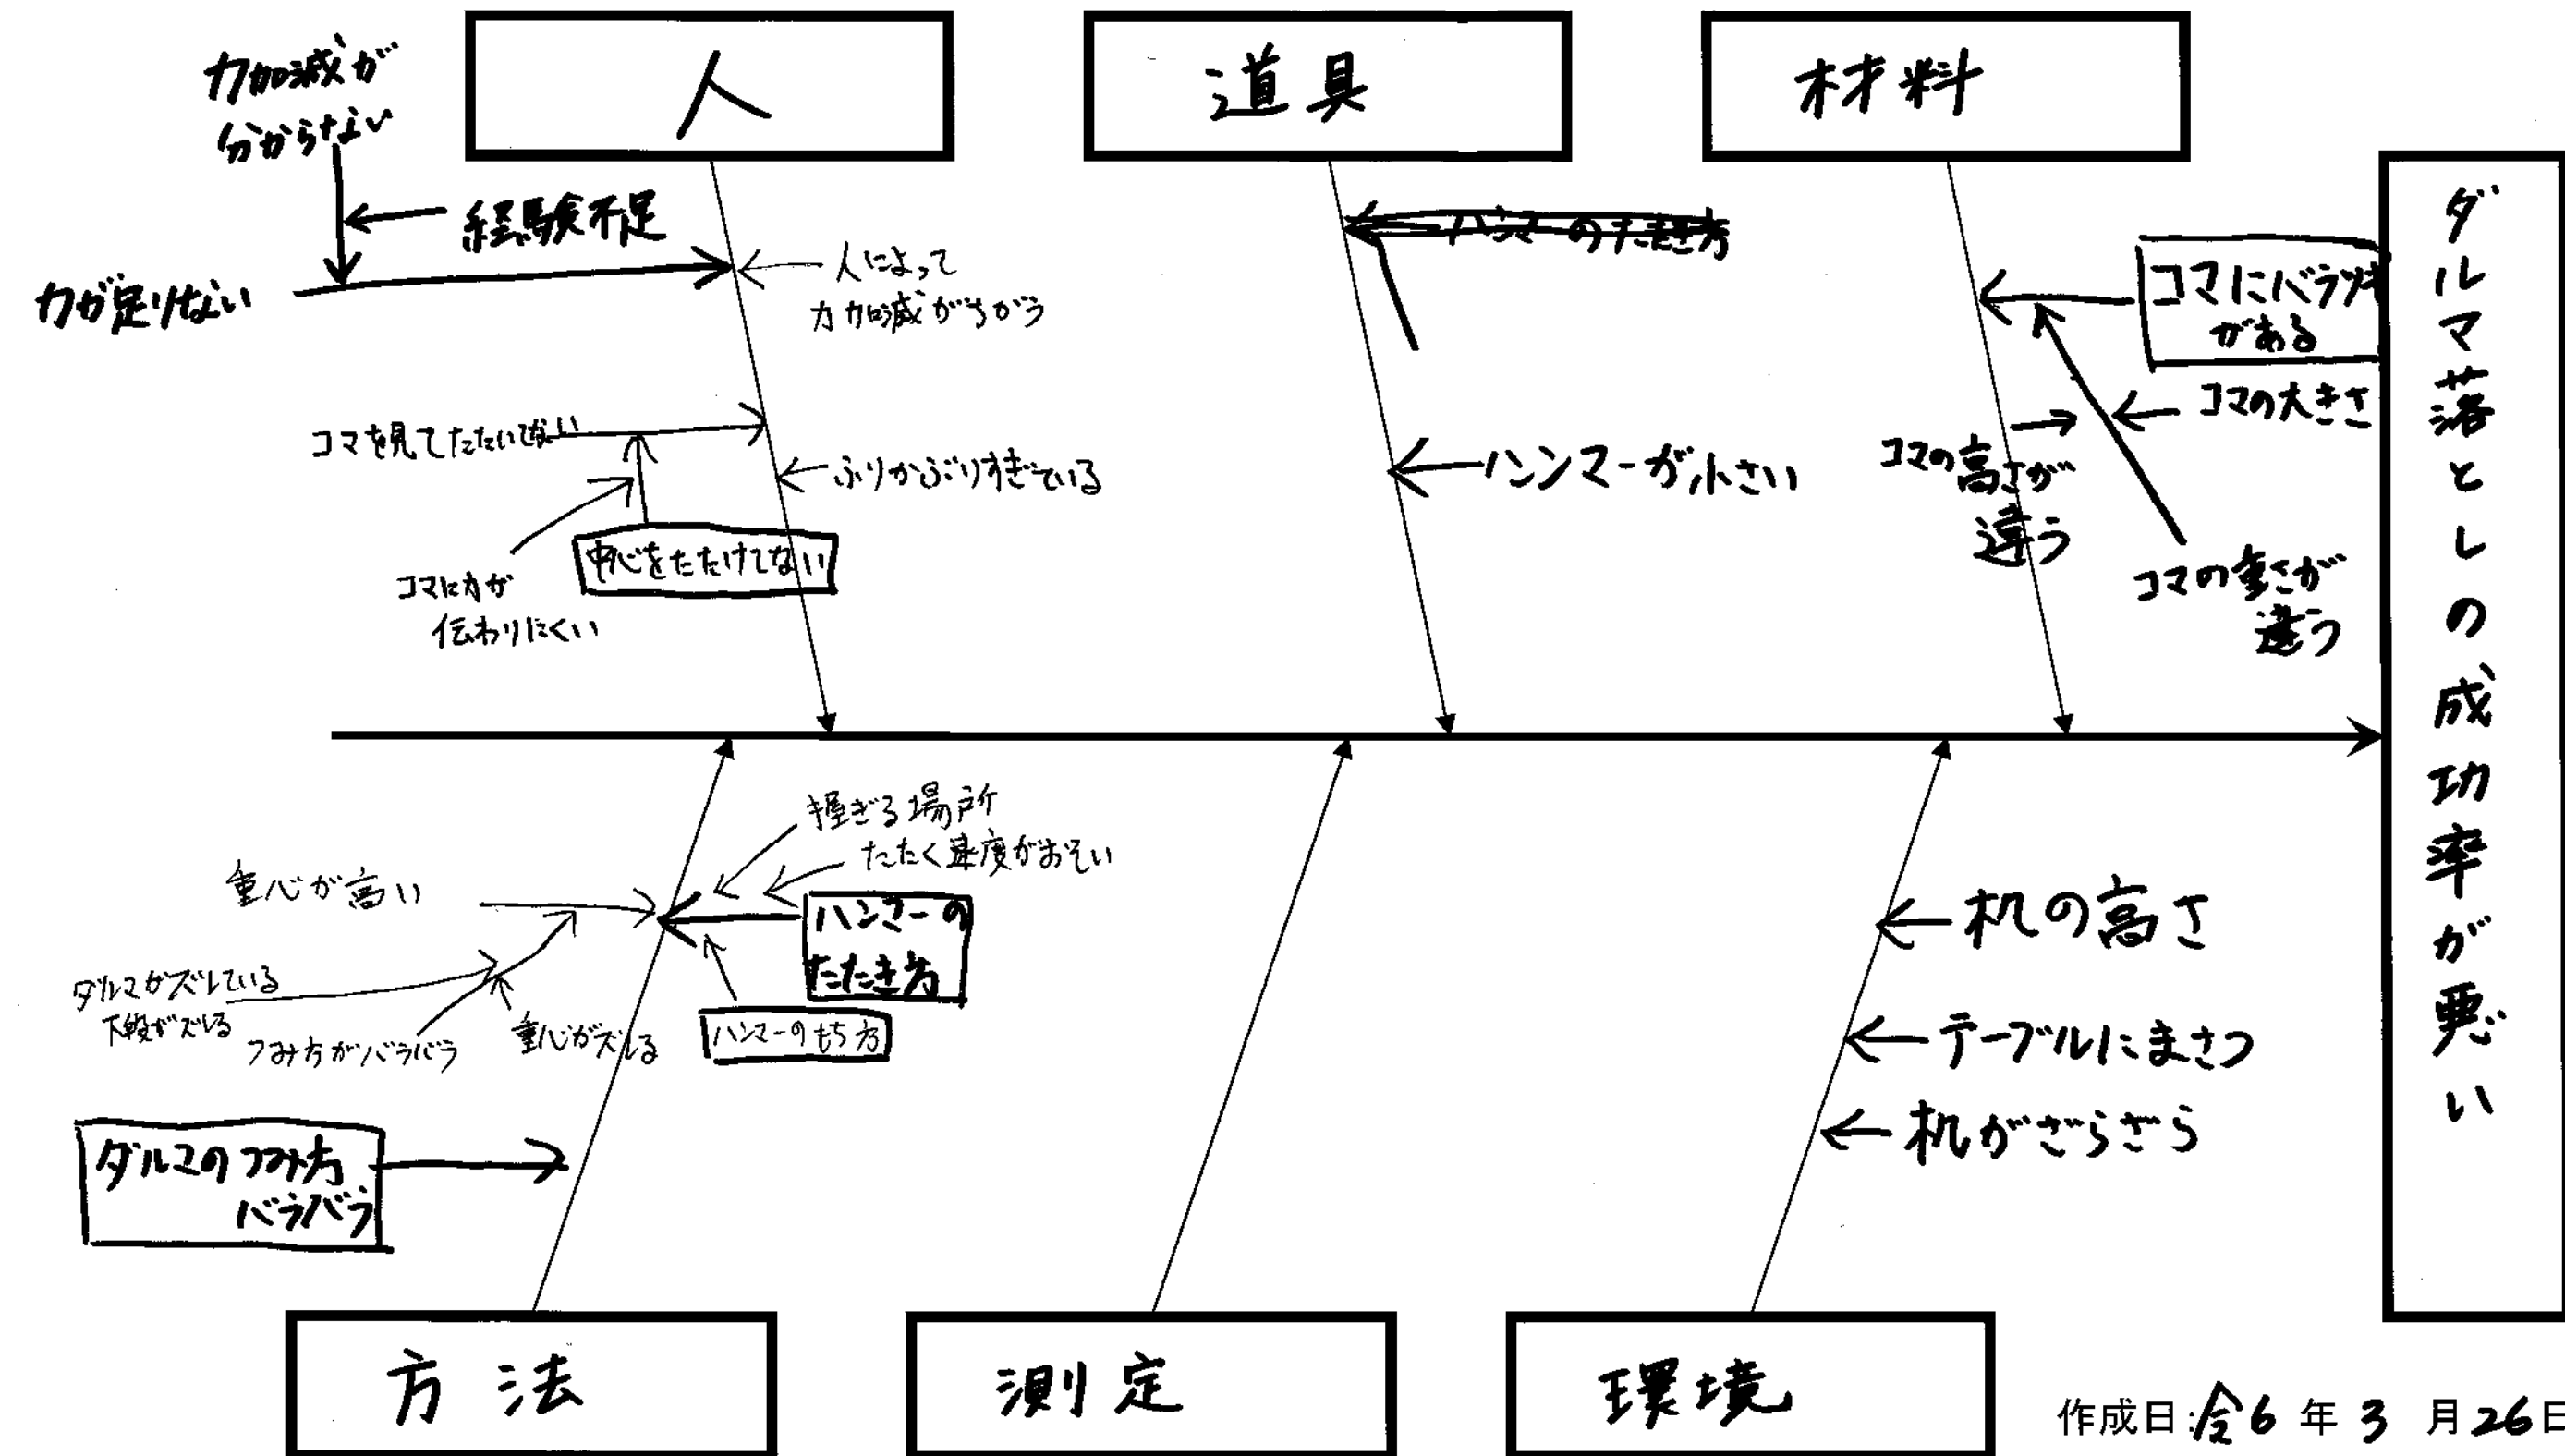 人
道具
材料
力加減が
分からない
経験不足
力が足りない
人によって
力加減がちがう
コマを見てたたいてない
ふりかぶりすぎている
中心をたたけてない
コマに力が
伝わりにくい
ハンマーのたたき方
ハンマーが小さい
コマにバラツキ
がある
コマの大きさ
コマの高さが
違う
コマの重さが
違う
ダルマ落としの成功率が悪い
握ぎる場所
たたく速度がおそい
重心が高い
ハンマーの
たたき方
ダルマがズレている
下段がズレる
つみ方がバラバラ
重心がズレる
ハンマーのもち方
ダルマのつみ方
バラバラ
机の高さ
テーブルにまさつ
机がざらざら
方法
測定
環境
作成日:令6年3月26日